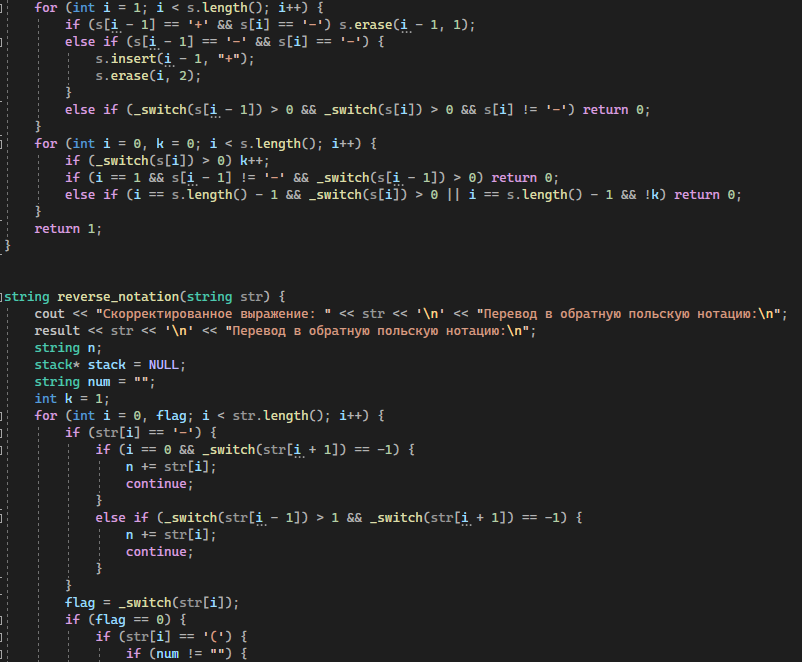 for (int i = 1; i < s.length(); i++) {
if (s[i - 1] == '+' && s[i] == '-') s.erase(i - 1, 1);
else if (s[i - 1] == '-' && s[i] == '-') {
s.insert(i - 1, "+");
s.erase(i, 2);
}
else if (_switch(s[i - 1]) > 0 && _switch(s[i]) > 0 && s[i] != '-') return 0;
}
for (int i = 0, k = 0; i < s.length(); i++) {
if (_switch(s[i]) > 0) k++;
if (i == 1 && s[i - 1] != '-' && _switch(s[i - 1]) > 0) return 0;
else if (i == s.length() - 1 && _switch(s[i]) > 0 || i == s.length() - 1 && !k) return 0;
}
return 1;
}
string reverse_notation(string str) {
cout << "Скорректированное выражение: " << str << '\n' << "Перевод в обратную польскую нотацию:\n";
result << str << '\n' << "Перевод в обратную польскую нотацию:\n";
string n;
stack* stack = NULL;
string num = "";
int k = 1;
for (int i = 0, flag; i < str.length(); i++) {
if (str[i] == '-') {
if (i == 0 && _switch(str[i + 1]) == -1) {
n += str[i];
continue;
}
else if (_switch(str[i - 1]) > 1 && _switch(str[i + 1]) == -1) {
n += str[i];
continue;
}
}
flag = _switch(str[i]);
if (flag == 0) {
if (str[i] == '(') {
if (num != "") {